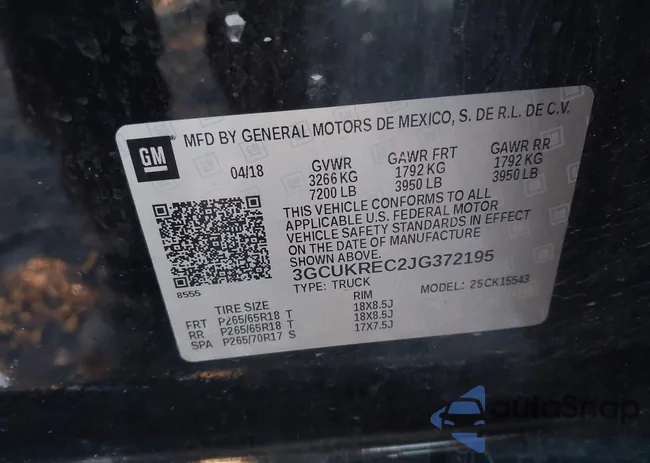 MFD BY GENERAL MOTORS DE MEXICO, S. DE R.L. DE C.V.
GM
04/18 GVWR GAWR FRT GAWR RR
3266 KG 1792 KG 1792 KG
7200 LB 3950 LB 3950 LB
THIS VEHICLE CONFORMS TO ALL
APPLICABLE U.S. FEDERAL MOTOR
VEHICLE SAFETY STANDARDS IN EFFECT
ON THE DATE OF MANUFACTURE
SHOWN ABOVE.
3GCUKREC2JG372195
8555 TYPE: TRUCK MODEL: 25CK15543
TIRE SIZE RIM
FRT P265/65R18 T 18X8.5J
RR P265/65R18 T 18X8.5J
SPA P265/70R17 S 17X7.5J
autoSnap